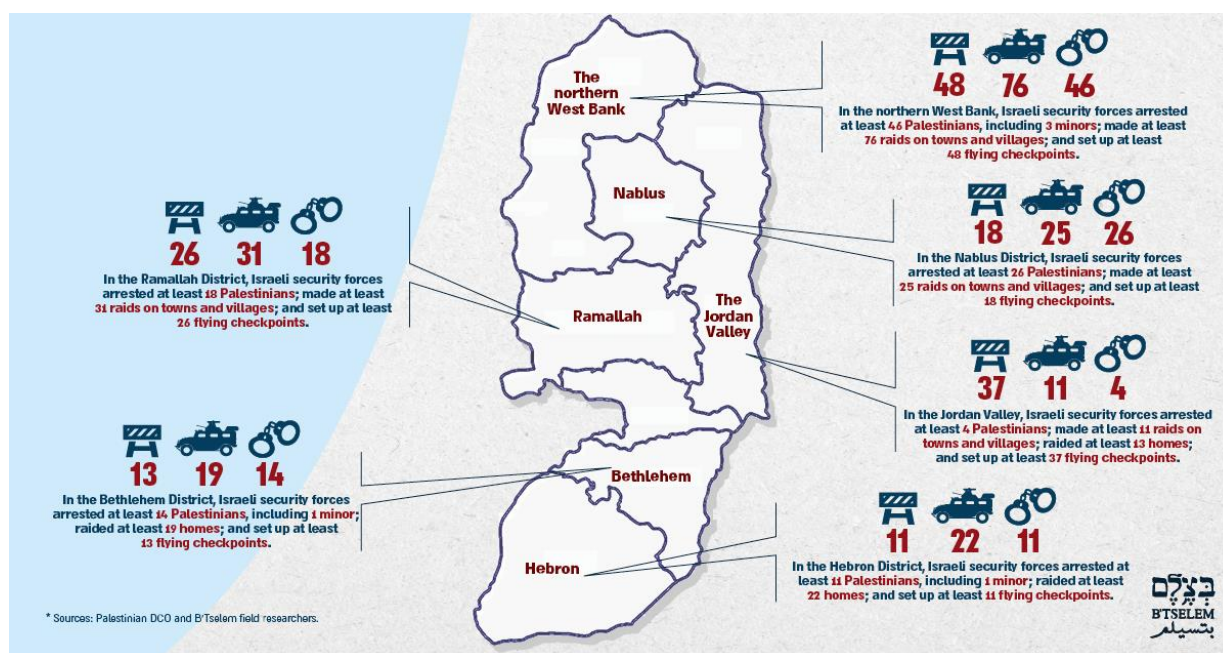 The
northern
West Bank
Nablus
Ramallah
The
Jordan
Valley
Bethlehem
Hebron
48 76 46
In the northern West Bank, Israeli security forces arrested
at least 46 Palestinians, including 3 minors; made at least
76 raids on towns and villages; and set up at least
48 flying checkpoints.
18 25 26
In the Nablus District, Israeli security forces
arrested at least 26 Palestinians; made at least
25 raids on towns and villages; and set up at least
18 flying checkpoints.
26 31 18
In the Ramallah District, Israeli security forces
arrested at least 18 Palestinians; made at least
31 raids on towns and villages; and set up at least
26 flying checkpoints.
37 11 4
In the Jordan Valley, Israeli security forces arrested
at least 4 Palestinians; made at least 11 raids on
towns and villages; raided at least 13 homes;
and set up at least 37 flying checkpoints.
13 19 14
In the Bethlehem District, Israeli security forces
arrested at least 14 Palestinians, including 1 minor;
raided at least 19 homes; and set up at least
13 flying checkpoints.
11 22 11
In the Hebron District, Israeli security forces arrested at
least 11 Palestinians, including 1 minor; raided at least
22 homes; and set up at least 11 flying checkpoints.
* Sources: Palestinian DCO and B'Tselem field researchers.
בְּצֶלֶם
B'TSELEM
بتسيلم